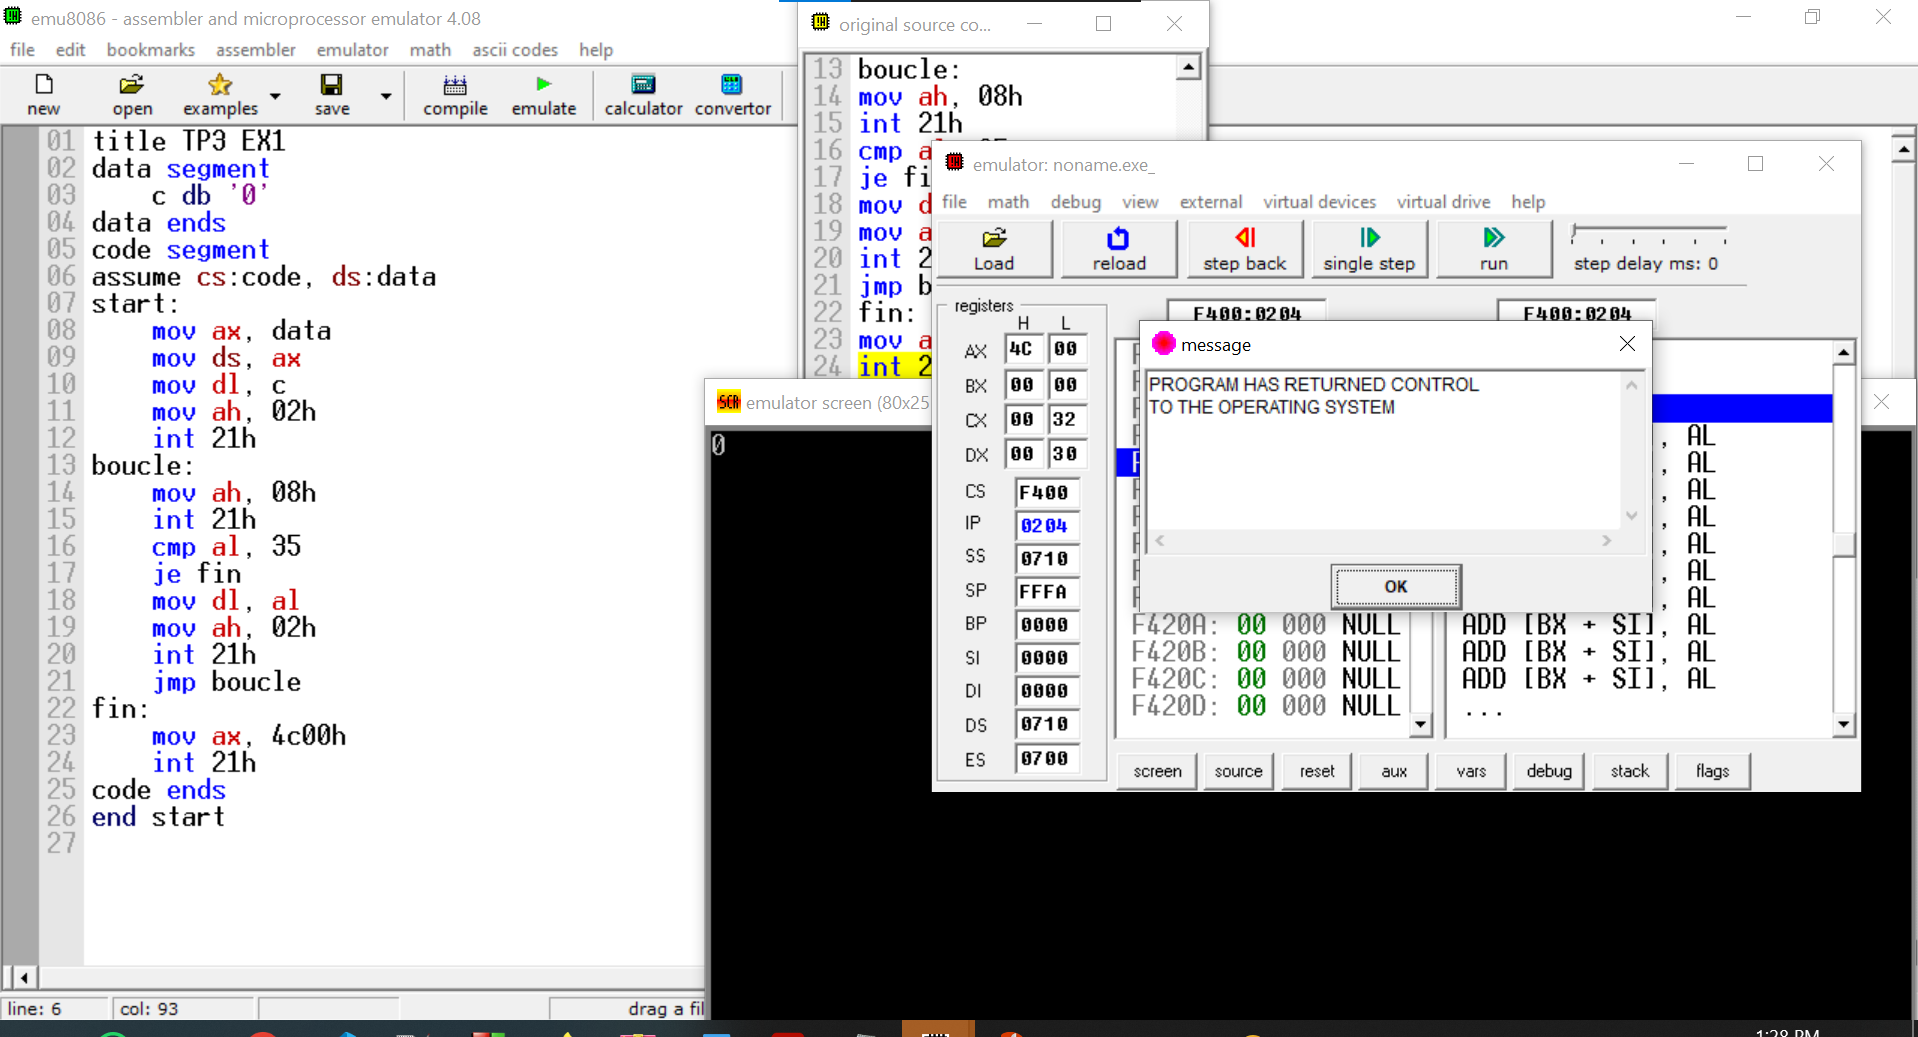 emu8086 - assembler and microprocessor emulator 4.08
file edit bookmarks assembler emulator math ascii codes help
new open examples save compile emulate calculator convertor
01 title TP3 EX1
02 data segment
03 c db '0'
04 data ends
05 code segment
06 assume cs:code, ds:data
07 start:
08 mov ax, data
09 mov ds, ax
10 mov dl, c
11 mov ah, 02h
12 int 21h
13 boucle:
14 mov ah, 08h
15 int 21h
16 cmp al, 35
17 je fin
18 mov dl, al
19 mov ah, 02h
20 int 21h
21 jmp boucle
22 fin:
23 mov ax, 4c00h
24 int 21h
25 code ends
26 end start
27
line: 6 col: 93 drag a fil
original source co...
13 boucle:
14 mov ah, 08h
15 int 21h
16 cmp a
17 je fi
18 mov d
19 mov a
20 int 2
21 jmp b
22 fin:
23 mov a
24 int 2
SCR emulator screen (80x25
0
emulator: noname.exe_
file math debug view external virtual devices virtual drive help
Load reload step back single step run step delay ms: 0
registers F400:0204 F400:0204
H L
AX 4C 00
BX 00 00
CX 00 32
DX 00 30
CS F400
IP 0204
SS 0710
SP FFFA
BP 0000
SI 0000
DI 0000
DS 0710
ES 0700
message
PROGRAM HAS RETURNED CONTROL
TO THE OPERATING SYSTEM
OK
, AL
, AL
, AL
, AL
, AL
, AL
, AL
F420A: 00 000 NULL ADD [BX + SI], AL
F420B: 00 000 NULL ADD [BX + SI], AL
F420C: 00 000 NULL ADD [BX + SI], AL
F420D: 00 000 NULL ...
screen source reset aux vars debug stack flags
1:28 PM